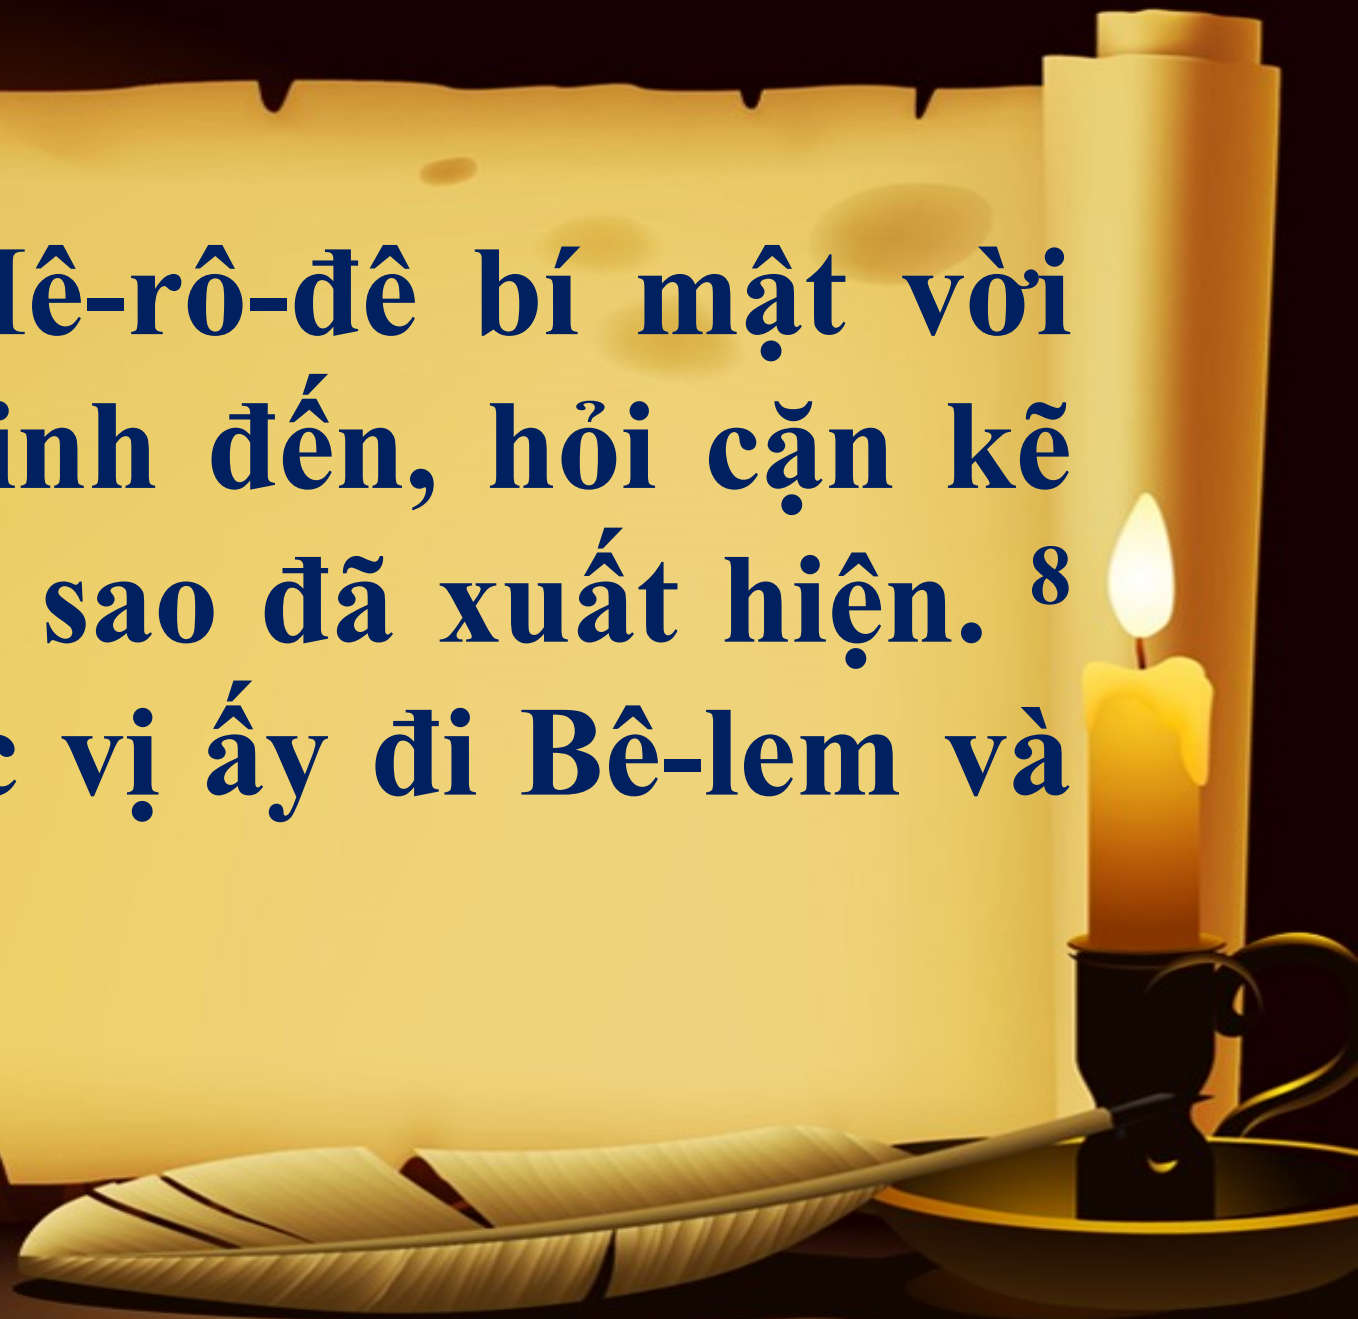 Hê-rô-đê bí mật vời
đến, hỏi cặn kẽ
sao đã xuất hiện. 8
vị ấy đi Bê-lem và